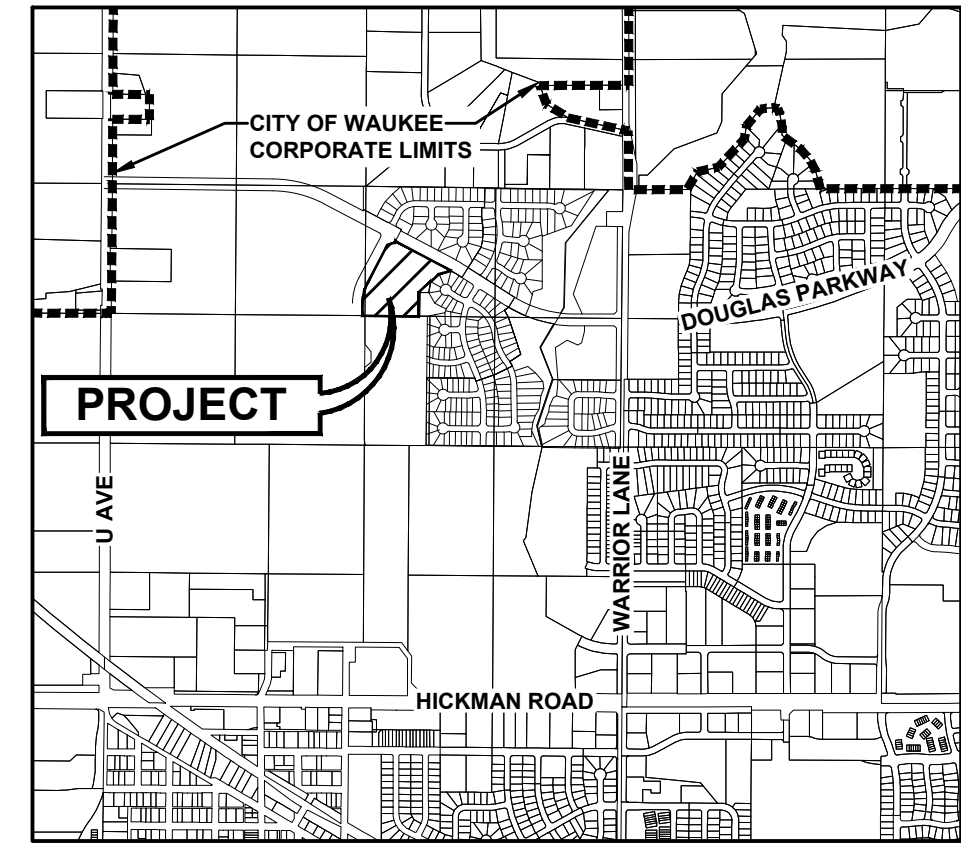 CITY OF WAUKEE
CORPORATE LIMITS
DOUGLAS PARKWAY
PROJECT
U AVE
WARRIOR LANE
HICKMAN ROAD